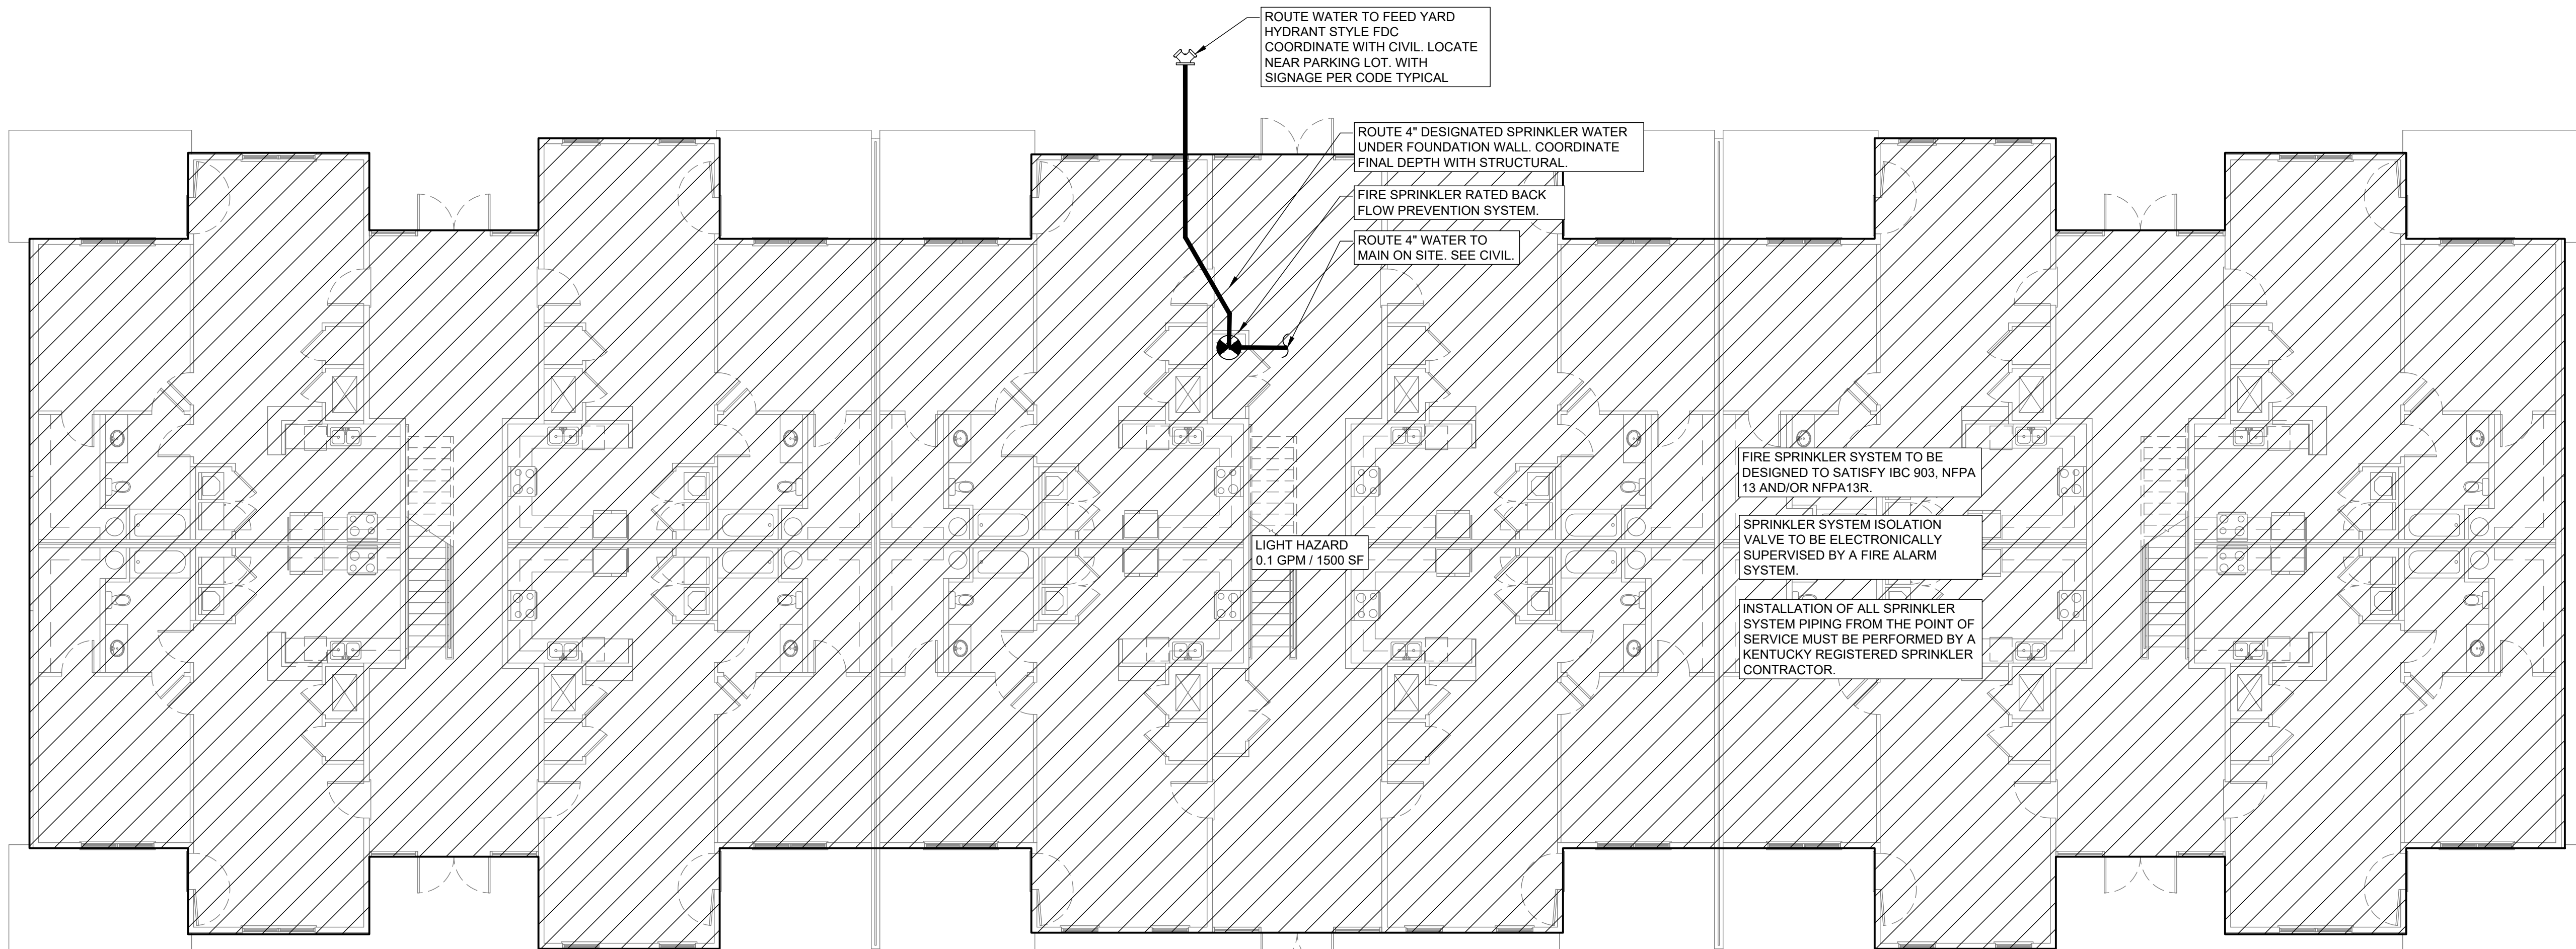 ROUTE WATER TO FEED YARD
HYDRANT STYLE FDC
COORDINATE WITH CIVIL. LOCATE
NEAR PARKING LOT. WITH
SIGNAGE PER CODE TYPICAL
ROUTE 4" DESIGNATED SPRINKLER WATER
UNDER FOUNDATION WALL. COORDINATE
FINAL DEPTH WITH STRUCTURAL.
FIRE SPRINKLER RATED BACK
FLOW PREVENTION SYSTEM.
ROUTE 4" WATER TO
MAIN ON SITE. SEE CIVIL.
FIRE SPRINKLER SYSTEM TO BE
DESIGNED TO SATISFY IBC 903, NFPA
13 AND/OR NFPA13R.
SPRINKLER SYSTEM ISOLATION
VALVE TO BE ELECTRONICALLY
SUPERVISED BY A FIRE ALARM
SYSTEM.
LIGHT HAZARD
0.1 GPM / 1500 SF
INSTALLATION OF ALL SPRINKLER
SYSTEM PIPING FROM THE POINT OF
SERVICE MUST BE PERFORMED BY A
KENTUCKY REGISTERED SPRINKLER
CONTRACTOR.